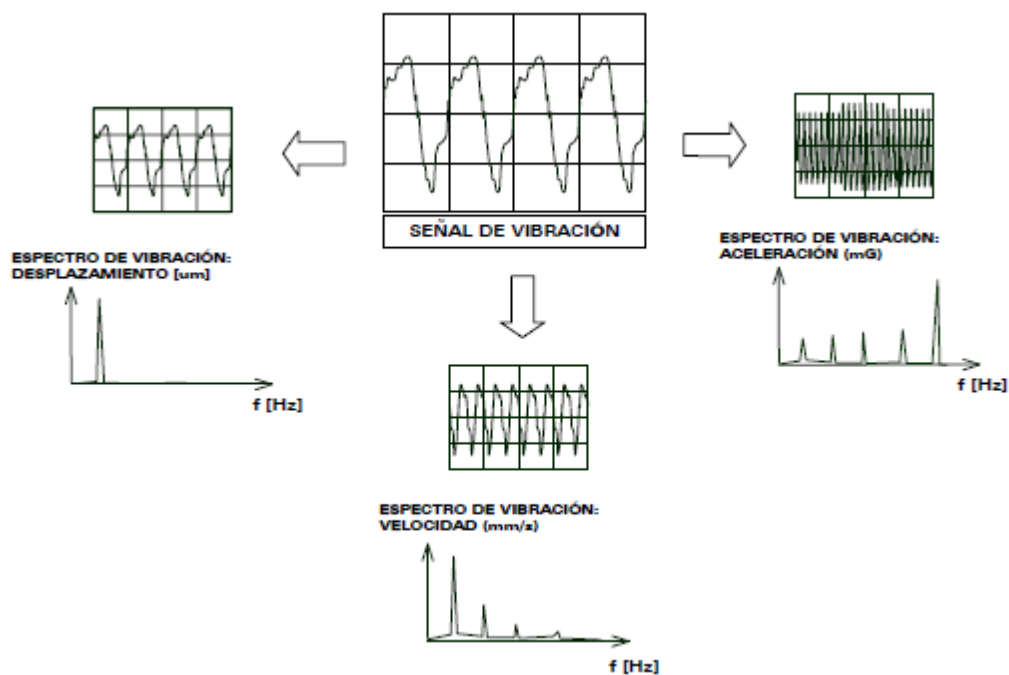 SEÑAL DE VIBRACIÓN
ESPECTRO DE VIBRACIÓN:
DESPLAZAMIENTO [um]
f [Hz]
ESPECTRO DE VIBRACIÓN:
ACELERACIÓN (mG)
f [Hz]
ESPECTRO DE VIBRACIÓN:
VELOCIDAD (mm/s)
f [Hz]